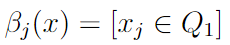 β_j(x) = [x_j ∈ Q_1]